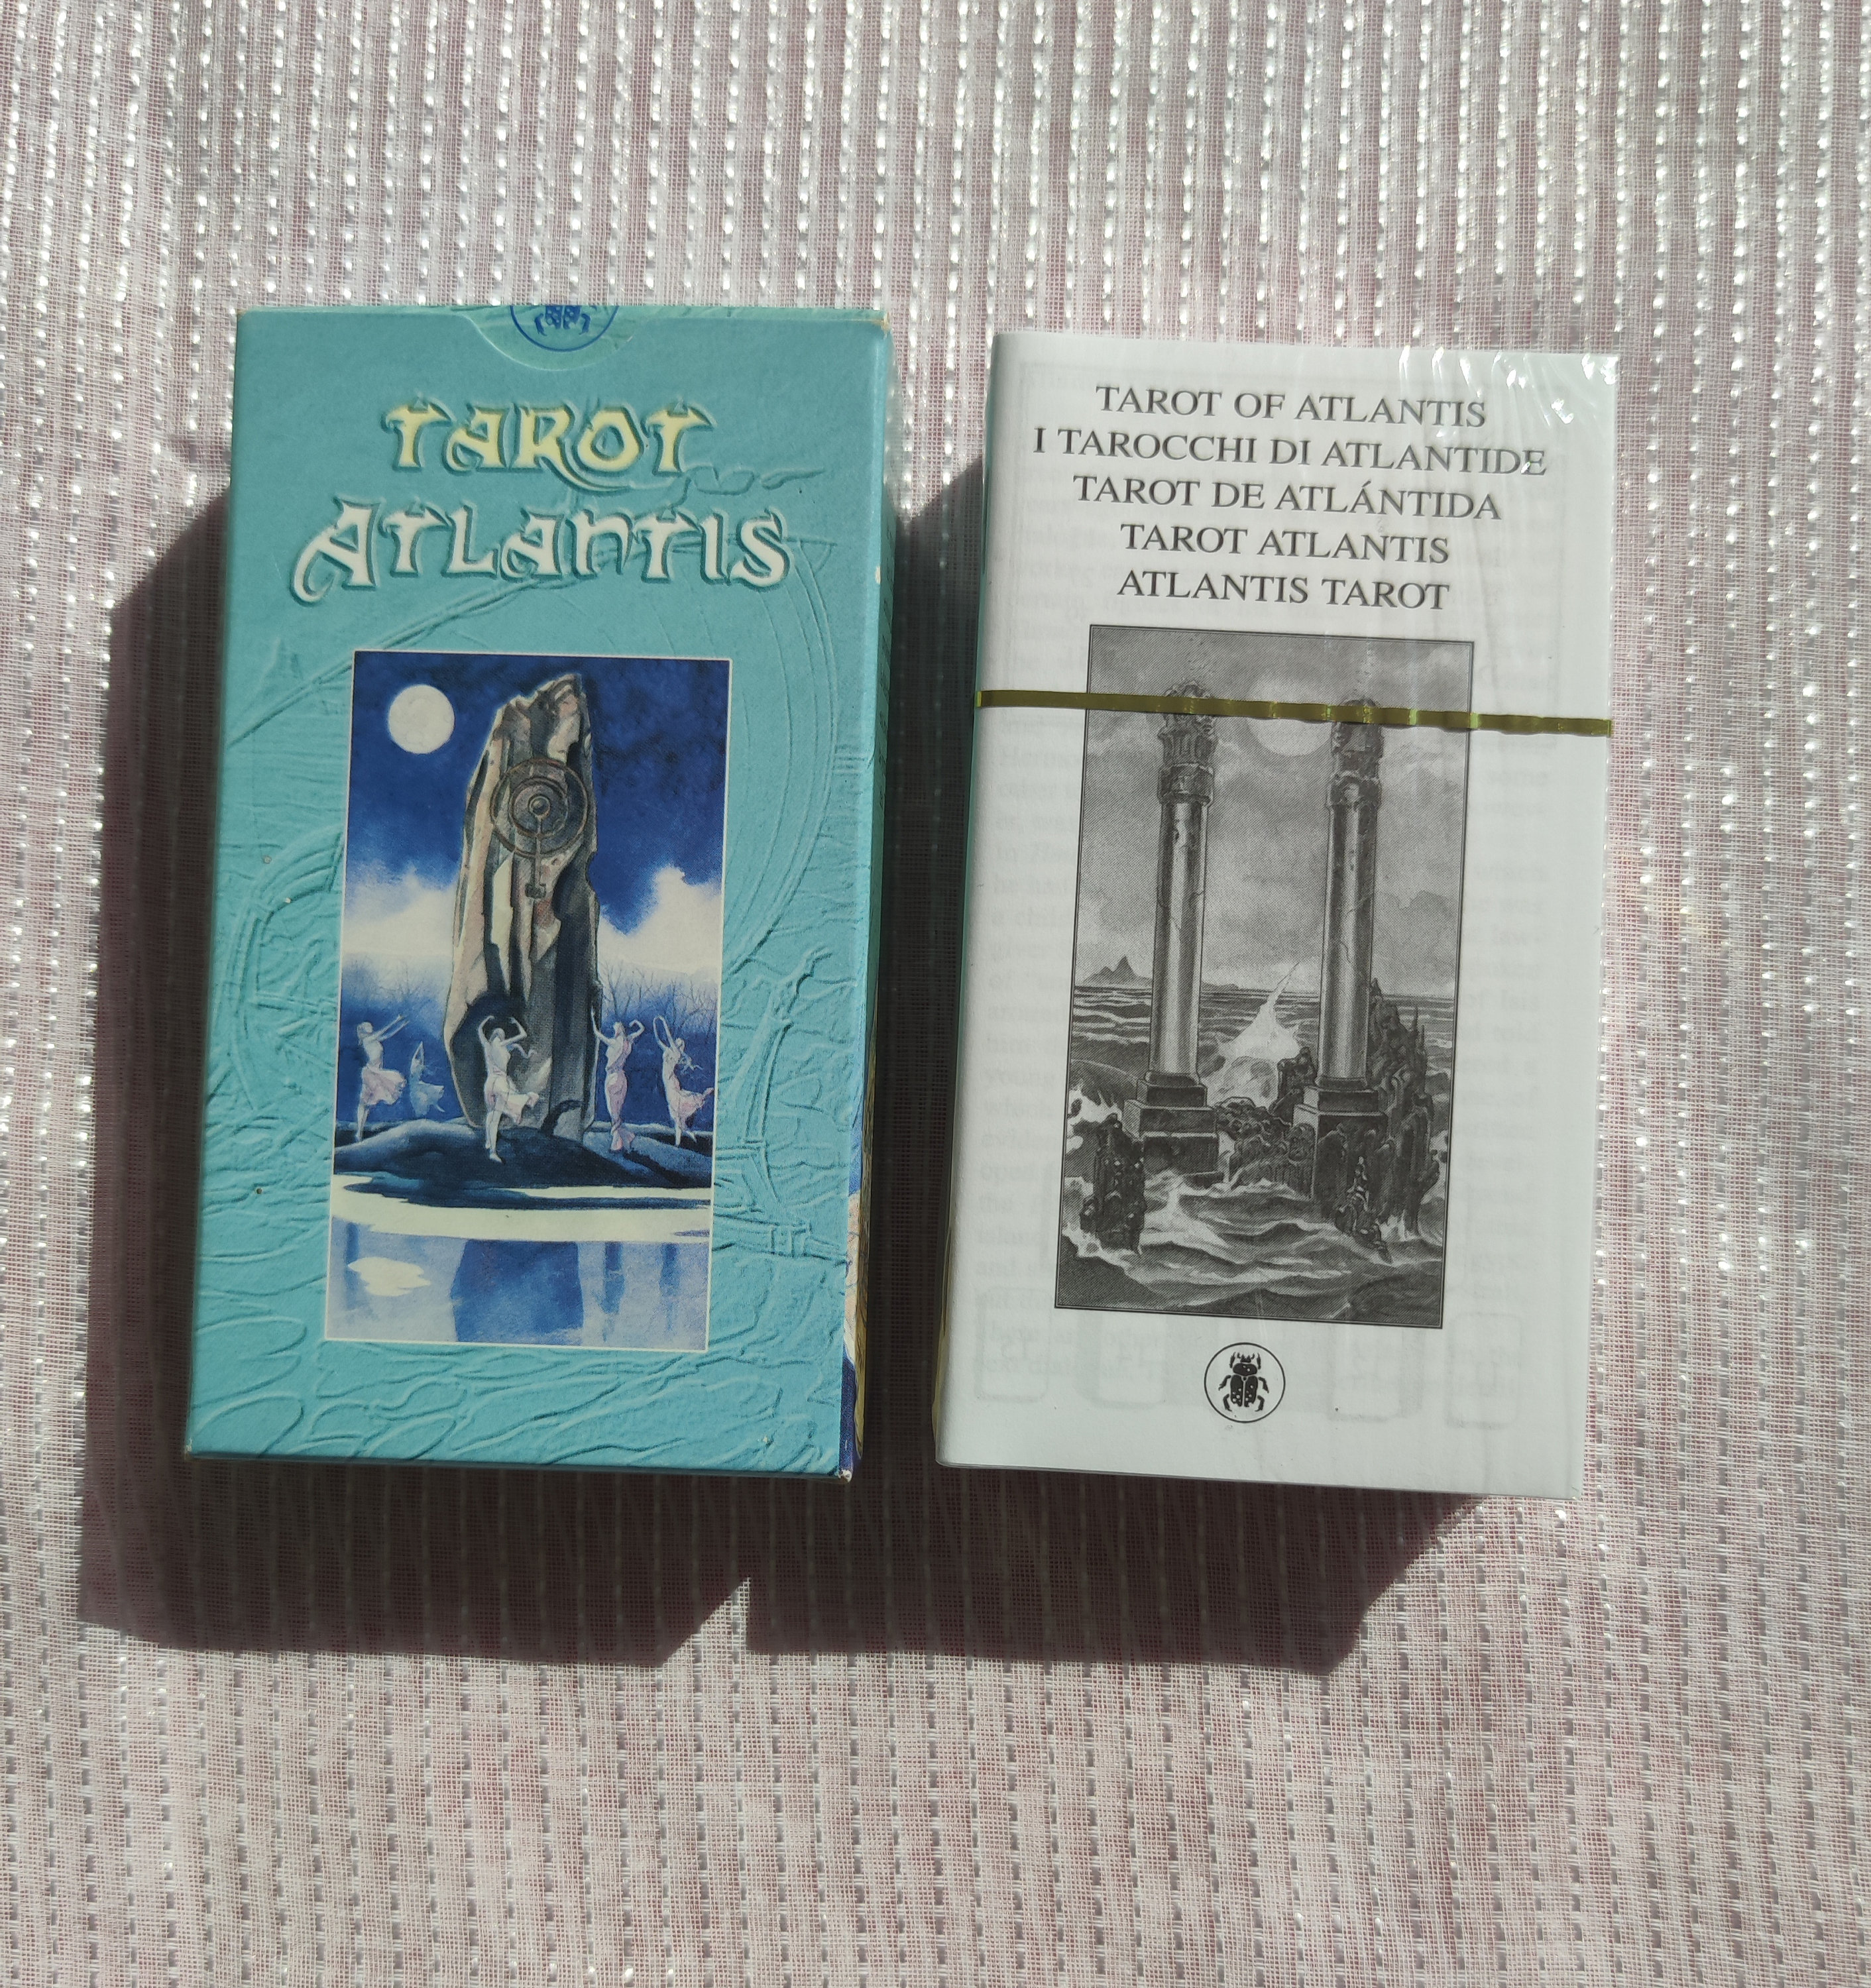 TAROT
ATLANTIS
TAROT OF ATLANTIS
I TAROCCHI DI ATLANTIDE
TAROT DE ATLÁNTIDA
TAROT ATLANTIS
ATLANTIS TAROT